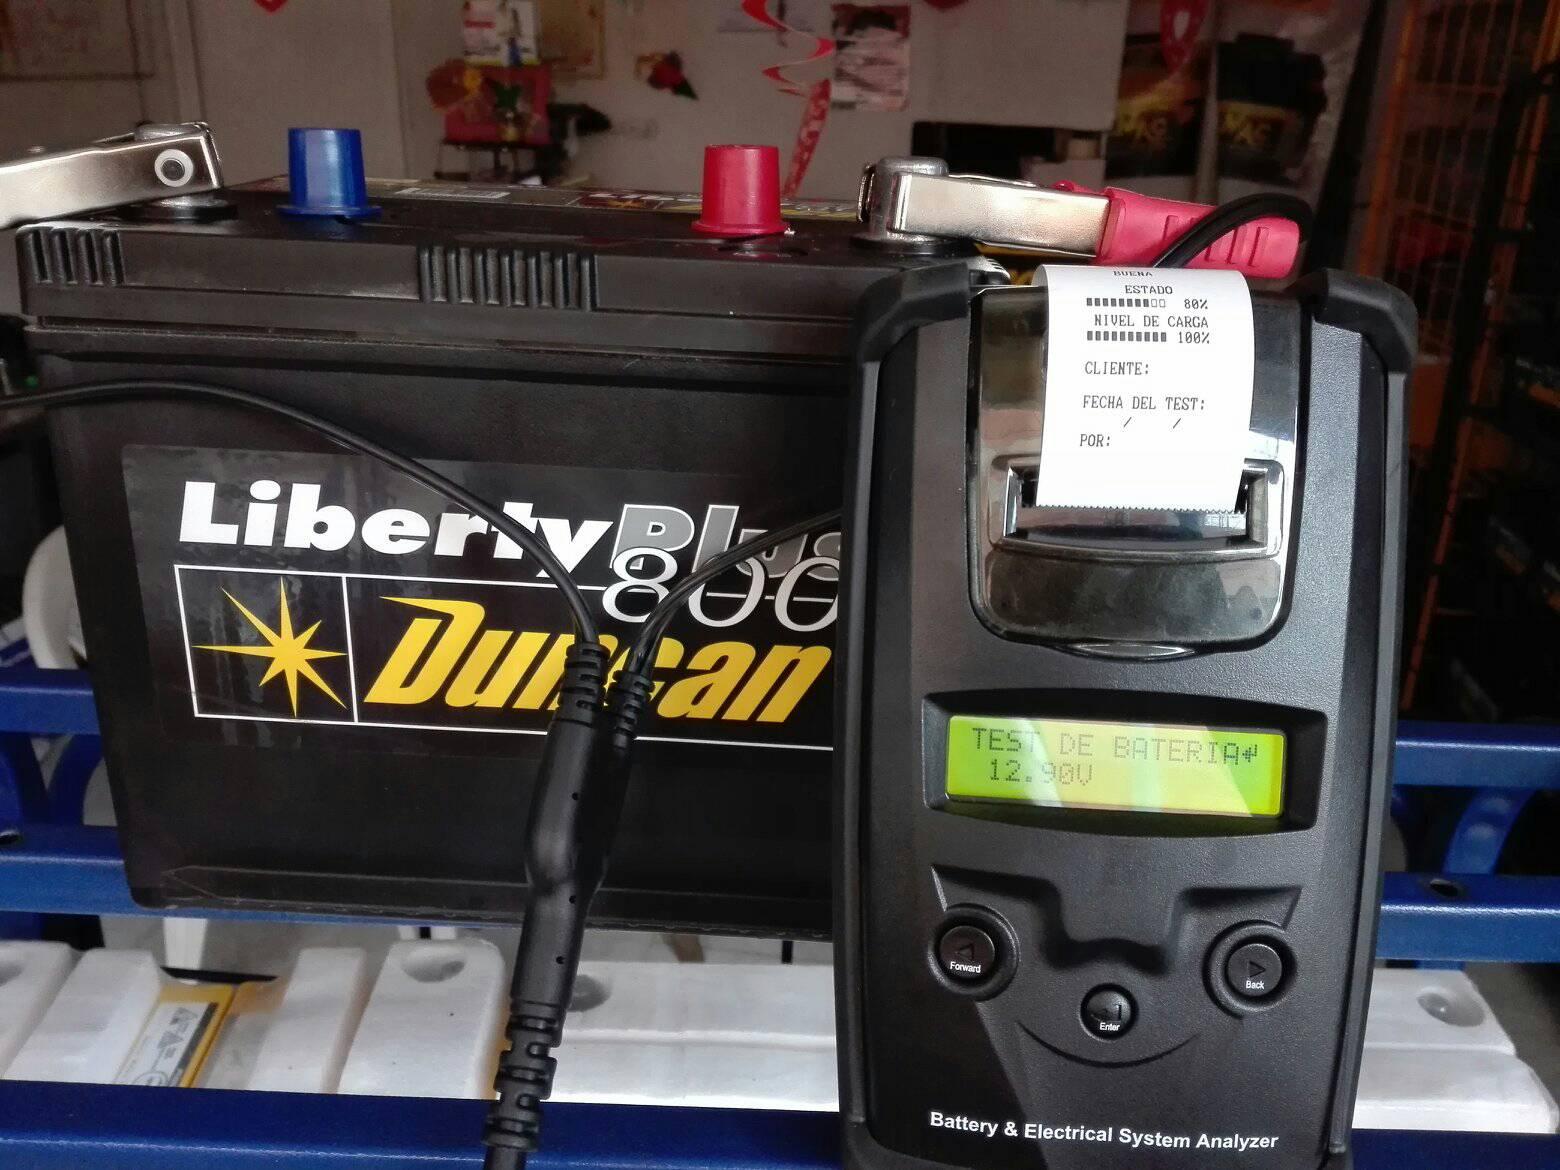 BUENA
ESTADO
80%
NIVEL DE CARGA
100%
CLIENTE:
FECHA DEL TEST:
/ /
POR:
LibertyPlus
800
Duncan
TEST DE BATERIA↵
12.90V
Forward
Back
Enter
Battery & Electrical System Analyzer